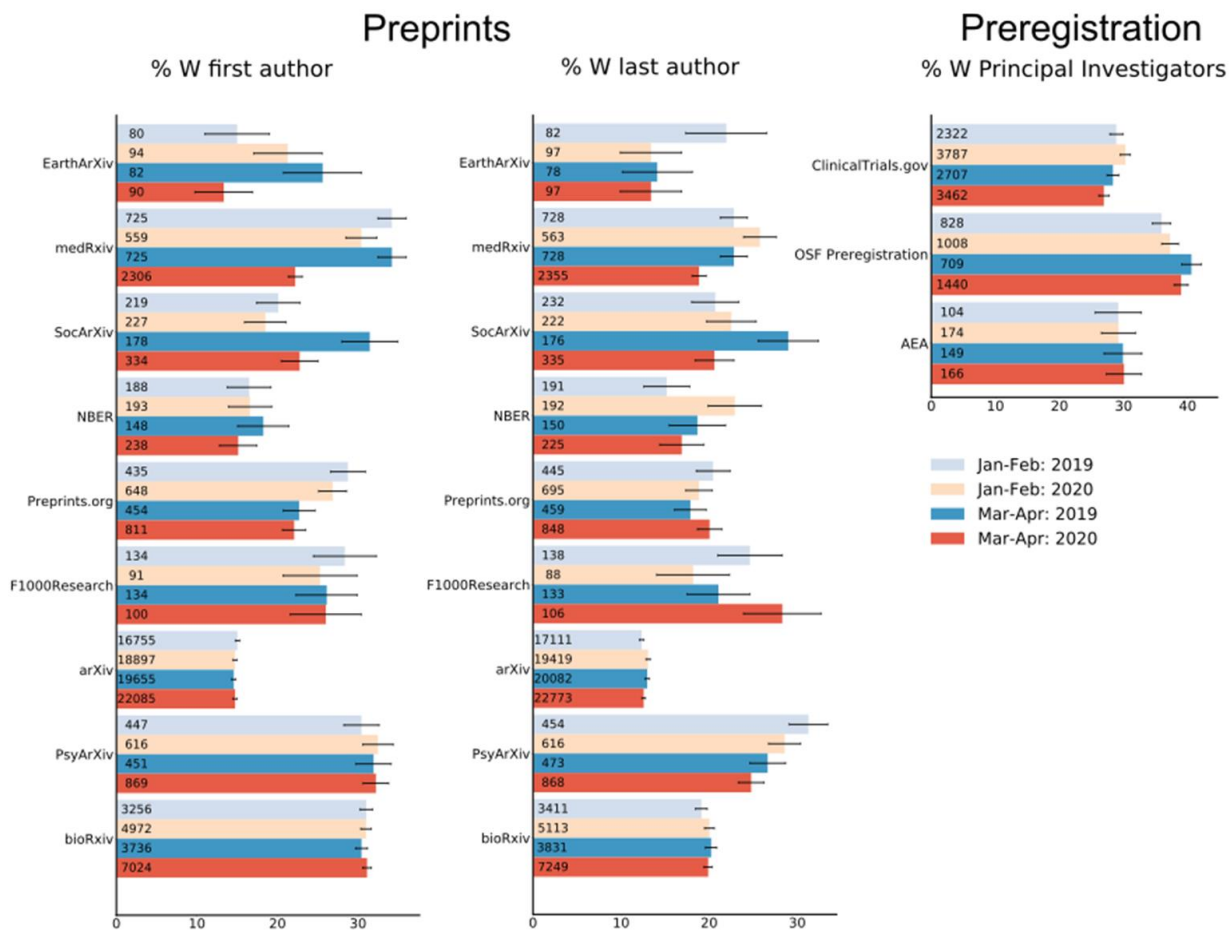 Preprints
% W first author
EarthArXiv
80
94
82
90
medRxiv
725
559
725
2306
SocArXiv
219
227
178
334
NBER
188
193
148
238
Preprints.org
435
648
454
811
F1000Research
134
91
134
100
arXiv
16755
18897
19655
22085
PsyArXiv
447
616
451
869
bioRxiv
3256
4972
3736
7024
0 10 20 30
% W last author
EarthArXiv
82
97
78
97
medRxiv
728
563
728
2355
SocArXiv
232
222
176
335
NBER
191
192
150
225
Preprints.org
445
695
459
848
F1000Research
138
88
133
106
arXiv
17111
19419
20082
22773
PsyArXiv
454
616
473
868
bioRxiv
3411
5113
3831
7249
0 10 20 30
Preregistration
% W Principal Investigators
ClinicalTrials.gov
2322
3787
2707
3462
OSF Preregistration
828
1008
709
1440
AEA
104
174
149
166
0 10 20 30 40
Jan-Feb: 2019
Jan-Feb: 2020
Mar-Apr: 2019
Mar-Apr: 2020